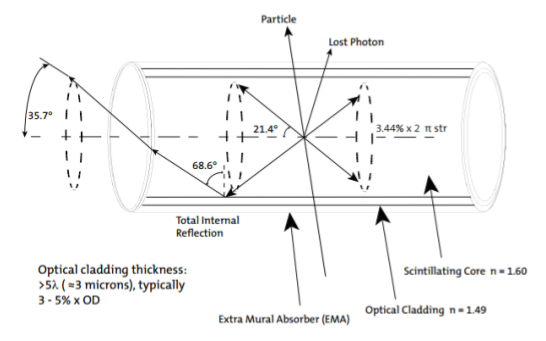 Particle
Lost Photon
35.7°
21.4°
3.44% x 2 π str
68.6°
Total Internal
Reflection
Optical cladding thickness:
>5λ ( ≈3 microns), typically
3 - 5% x OD
Scintillating Core n = 1.60
Optical Cladding n = 1.49
Extra Mural Absorber (EMA)